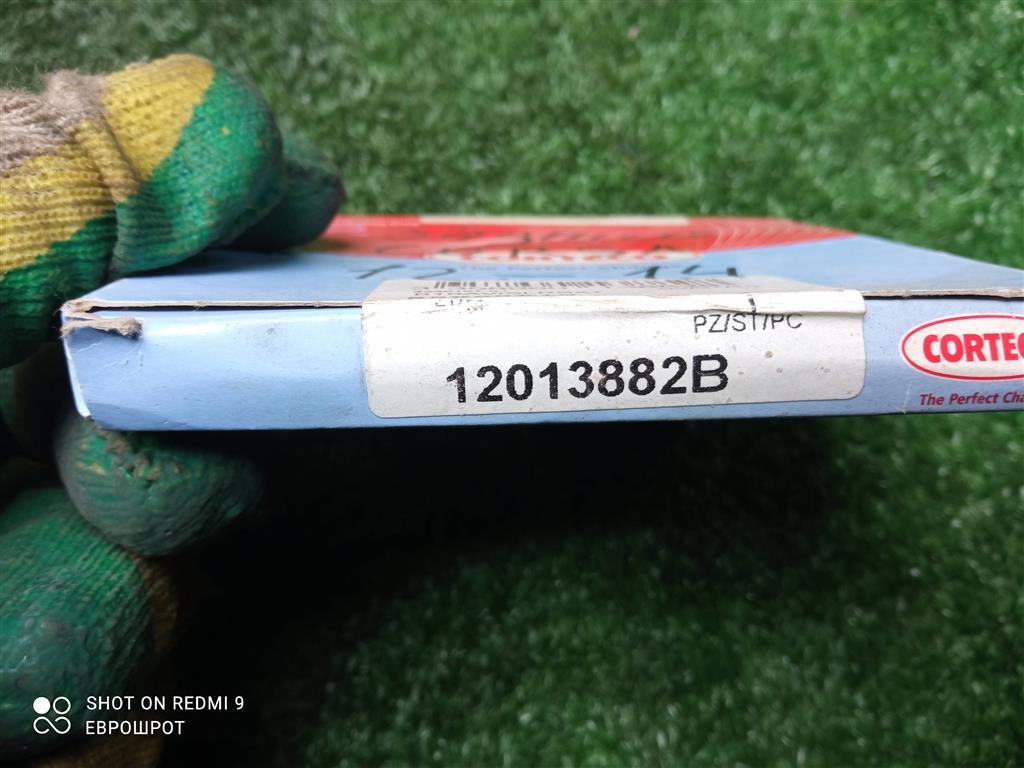 PZ/ST/PC
12013882B
CORTEC
The Perfect Cha
SHOT ON REDMI 9
ЕВРОШРОТ